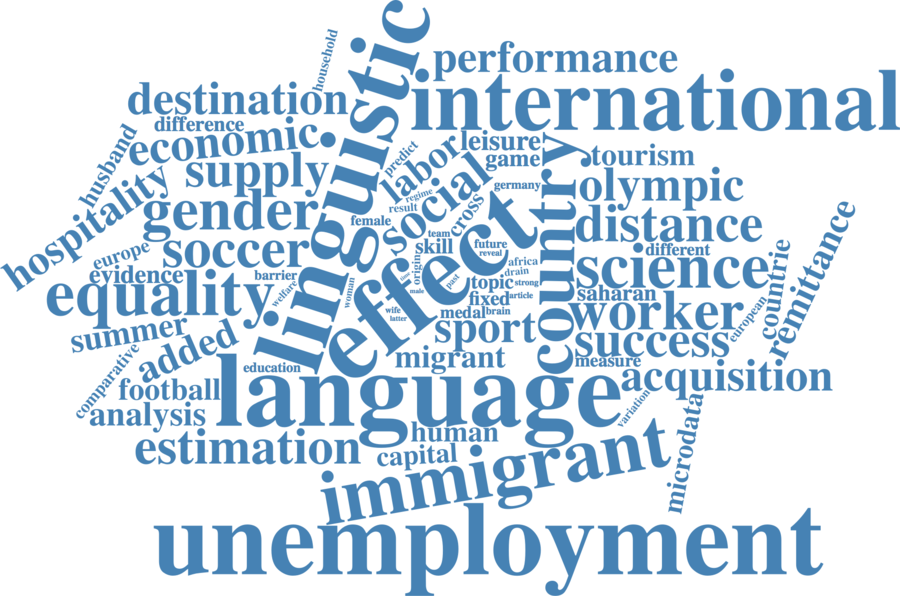 household
linguistic
performance
international
destination
difference
economic
husband
supply
hospitality
gender
soccer
europe
evidence
equality
barrier
welfare
summer
added
comparative
football
analysis
estimation
education
predict
labor
leisure
game
regime
result
social
female
cross
germany
team
skill
effect
future
reveal
origin
africa
drain
topic
strong
past
time
male
woman
wife
latter
fixed
article
medal
brain
sport
migrant
country
tourism
olympic
distance
different
science
saharan
worker
european
countrie
remittance
success
measure
acquisition
variation
microdata
language
human
capital
immigrant
unemployment